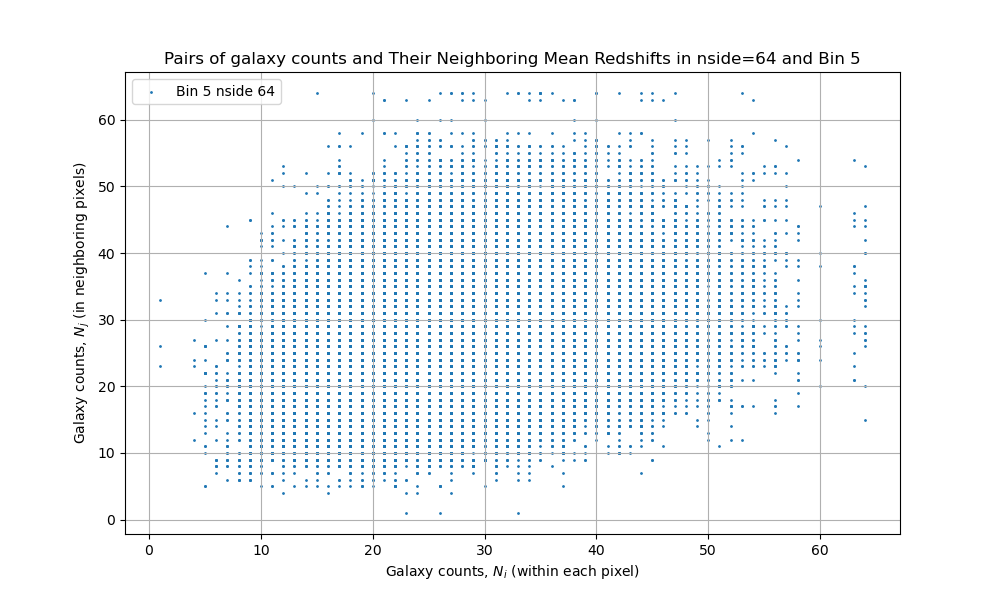 Pairs of galaxy counts and Their Neighboring Mean Redshifts in nside=64 and Bin 5
Bin 5 nside 64
60
50
40
30
20
10
0
Galaxy counts, N_j (in neighboring pixels)
0 10 20 30 40 50 60
Galaxy counts, N_i (within each pixel)